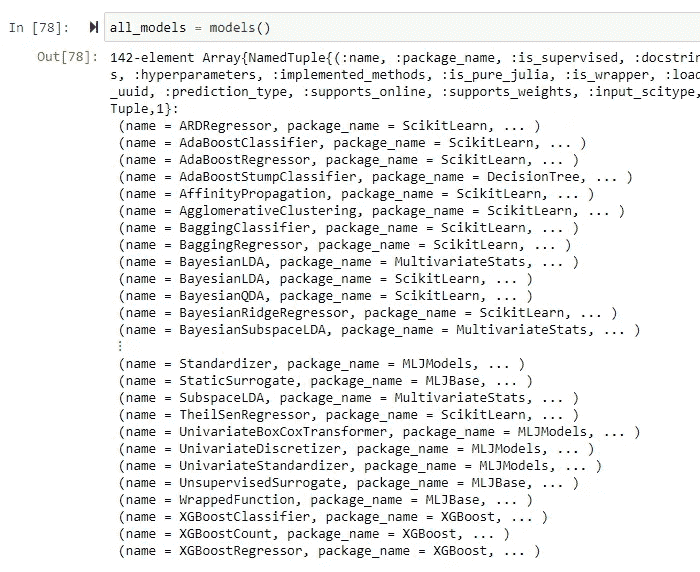 In [78]: all_models = models()
Out[78]: 142-element Array{NamedTuple{(:name, :package_name, :is_supervised, :docstrin
s, :hyperparameters, :implemented_methods, :is_pure_julia, :is_wrapper, :load
_uuid, :prediction_type, :supports_online, :supports_weights, :input_scitype,
Tuple,1}:
(name = ARDRegressor, package_name = ScikitLearn, ... )
(name = AdaBoostClassifier, package_name = ScikitLearn, ... )
(name = AdaBoostRegressor, package_name = ScikitLearn, ... )
(name = AdaBoostStumpClassifier, package_name = DecisionTree, ... )
(name = AffinityPropagation, package_name = ScikitLearn, ... )
(name = AgglomerativeClustering, package_name = ScikitLearn, ... )
(name = BaggingClassifier, package_name = ScikitLearn, ... )
(name = BaggingRegressor, package_name = ScikitLearn, ... )
(name = BayesianLDA, package_name = MultivariateStats, ... )
(name = BayesianLDA, package_name = ScikitLearn, ... )
(name = BayesianQDA, package_name = ScikitLearn, ... )
(name = BayesianRidgeRegressor, package_name = ScikitLearn, ... )
(name = BayesianSubspaceLDA, package_name = MultivariateStats, ... )
⋮
(name = Standardizer, package_name = MLJModels, ... )
(name = StaticSurrogate, package_name = MLJBase, ... )
(name = SubspaceLDA, package_name = MultivariateStats, ... )
(name = TheilSenRegressor, package_name = ScikitLearn, ... )
(name = UnivariateBoxCoxTransformer, package_name = MLJModels, ... )
(name = UnivariateDiscretizer, package_name = MLJModels, ... )
(name = UnivariateStandardizer, package_name = MLJModels, ... )
(name = UnsupervisedSurrogate, package_name = MLJBase, ... )
(name = WrappedFunction, package_name = MLJBase, ... )
(name = XGBoostClassifier, package_name = XGBoost, ... )
(name = XGBoostCount, package_name = XGBoost, ... )
(name = XGBoostRegressor, package_name = XGBoost, ... )